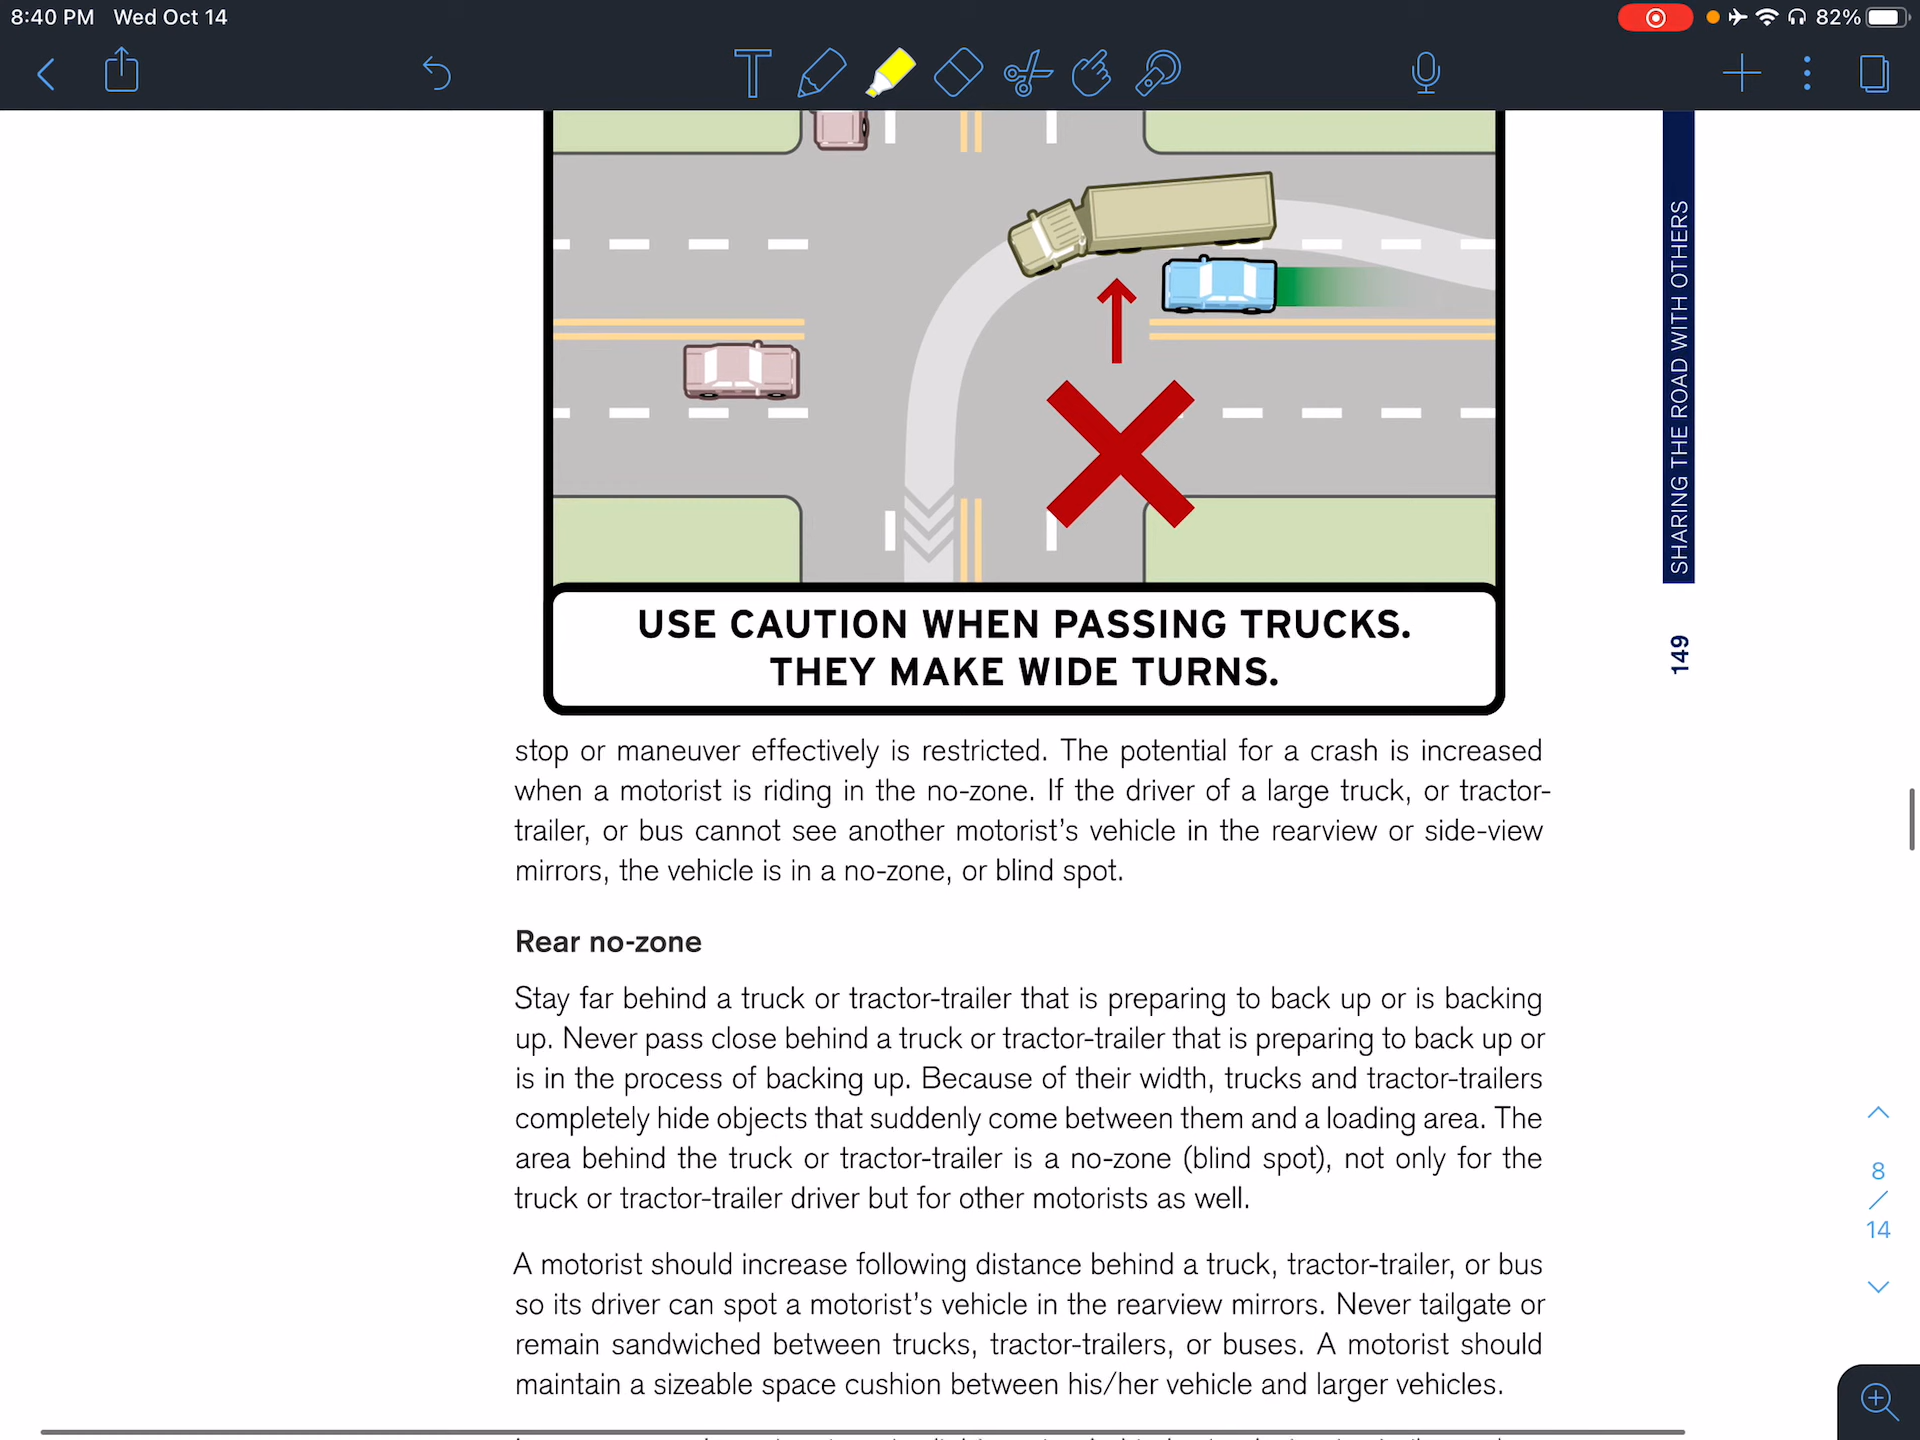 8:40 PM Wed Oct 14
82%
T
USE CAUTION WHEN PASSING TRUCKS.
THEY MAKE WIDE TURNS.
SHARING THE ROAD WITH OTHERS
149
stop or maneuver effectively is restricted. The potential for a crash is increased
when a motorist is riding in the no-zone. If the driver of a large truck, or tractor-
trailer, or bus cannot see another motorist's vehicle in the rearview or side-view
mirrors, the vehicle is in a no-zone, or blind spot.
Rear no-zone
Stay far behind a truck or tractor-trailer that is preparing to back up or is backing
up. Never pass close behind a truck or tractor-trailer that is preparing to back up or
is in the process of backing up. Because of their width, trucks and tractor-trailers
completely hide objects that suddenly come between them and a loading area. The
area behind the truck or tractor-trailer is a no-zone (blind spot), not only for the
truck or tractor-trailer driver but for other motorists as well.
A motorist should increase following distance behind a truck, tractor-trailer, or bus
so its driver can spot a motorist's vehicle in the rearview mirrors. Never tailgate or
remain sandwiched between trucks, tractor-trailers, or buses. A motorist should
maintain a sizeable space cushion between his/her vehicle and larger vehicles.
8
/
14